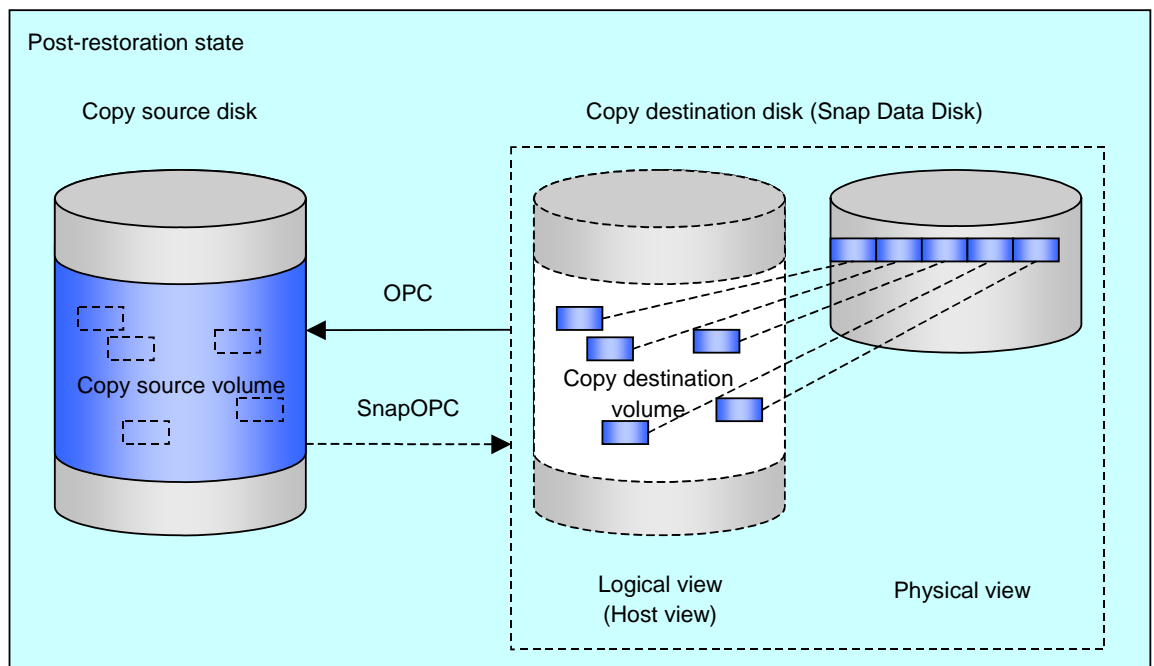 Post-restoration state
Copy source disk
Copy destination disk (Snap Data Disk)
OPC
Copy source volume
SnapOPC
Copy destination
volume
Logical view
(Host view)
Physical view